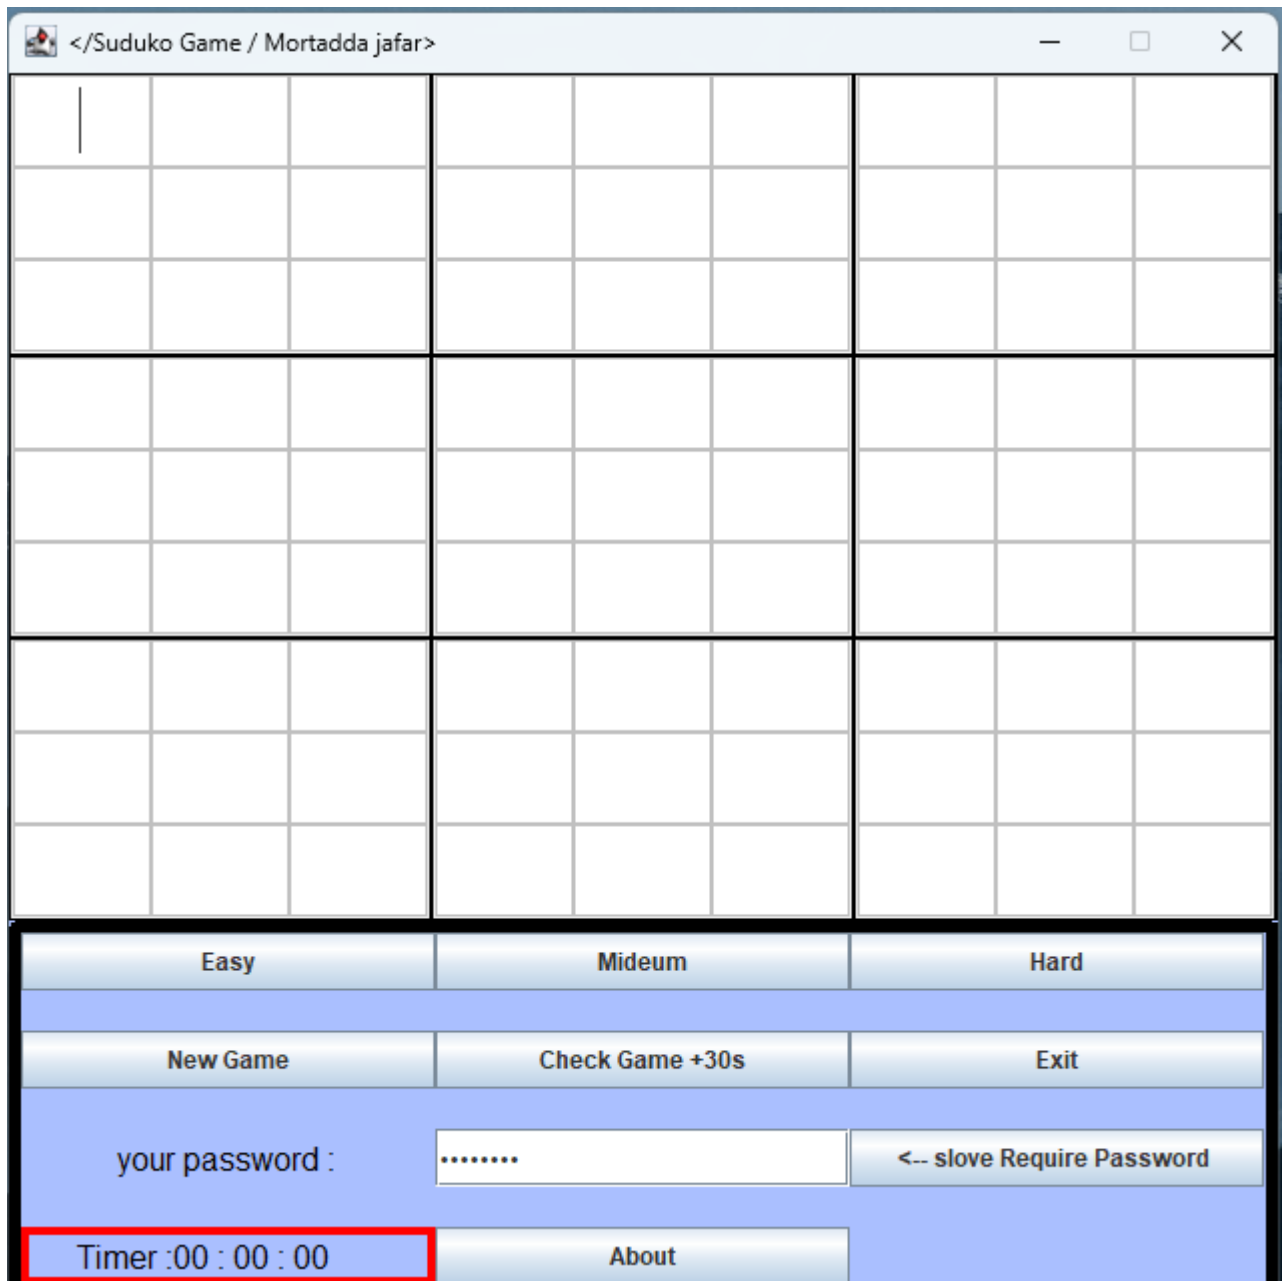 </Suduko Game / Mortadda jafar>
Easy Mideum Hard
New Game Check Game +30s Exit
your password : •••••••• <-- slove Require Password
Timer :00 : 00 : 00 About